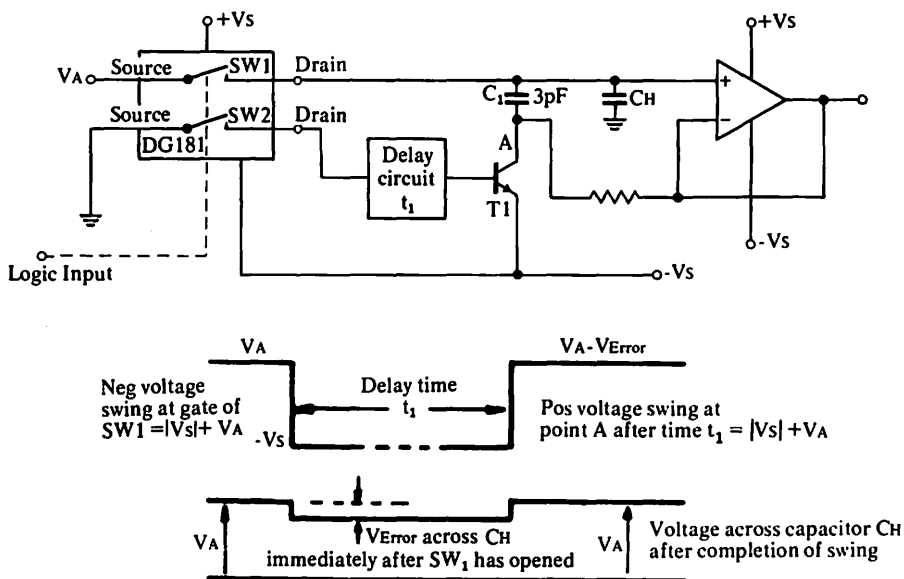 +Vs
+Vs
Source
SW1
Drain
VA
Source
SW2
Drain
DG181
C1
3pF
CH
+
−
A
Delay
circuit
t1
T1
Logic Input
-Vs
-Vs
VA
VA-VError
Neg voltage
swing at gate of
SW1 =|Vs|+ VA
Delay time
t1
-Vs
Pos voltage swing at
point A after time t1 = |Vs| +VA
VA
VError across CH
immediately after SW1 has opened
VA
Voltage across capacitor CH
after completion of swing